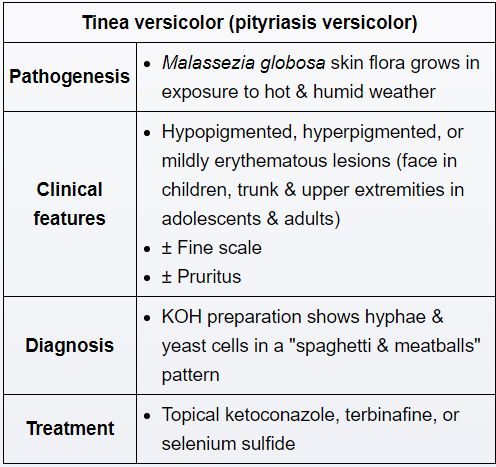 Tinea versicolor (pityriasis versicolor)
Pathogenesis
• Malassezia globosa skin flora grows in
exposure to hot & humid weather
Clinical
features
• Hypopigmented, hyperpigmented, or
mildly erythematous lesions (face in
children, trunk & upper extremities in
adolescents & adults)
• ± Fine scale
• ± Pruritus
Diagnosis
• KOH preparation shows hyphae &
yeast cells in a "spaghetti & meatballs"
pattern
Treatment
• Topical ketoconazole, terbinafine, or
selenium sulfide